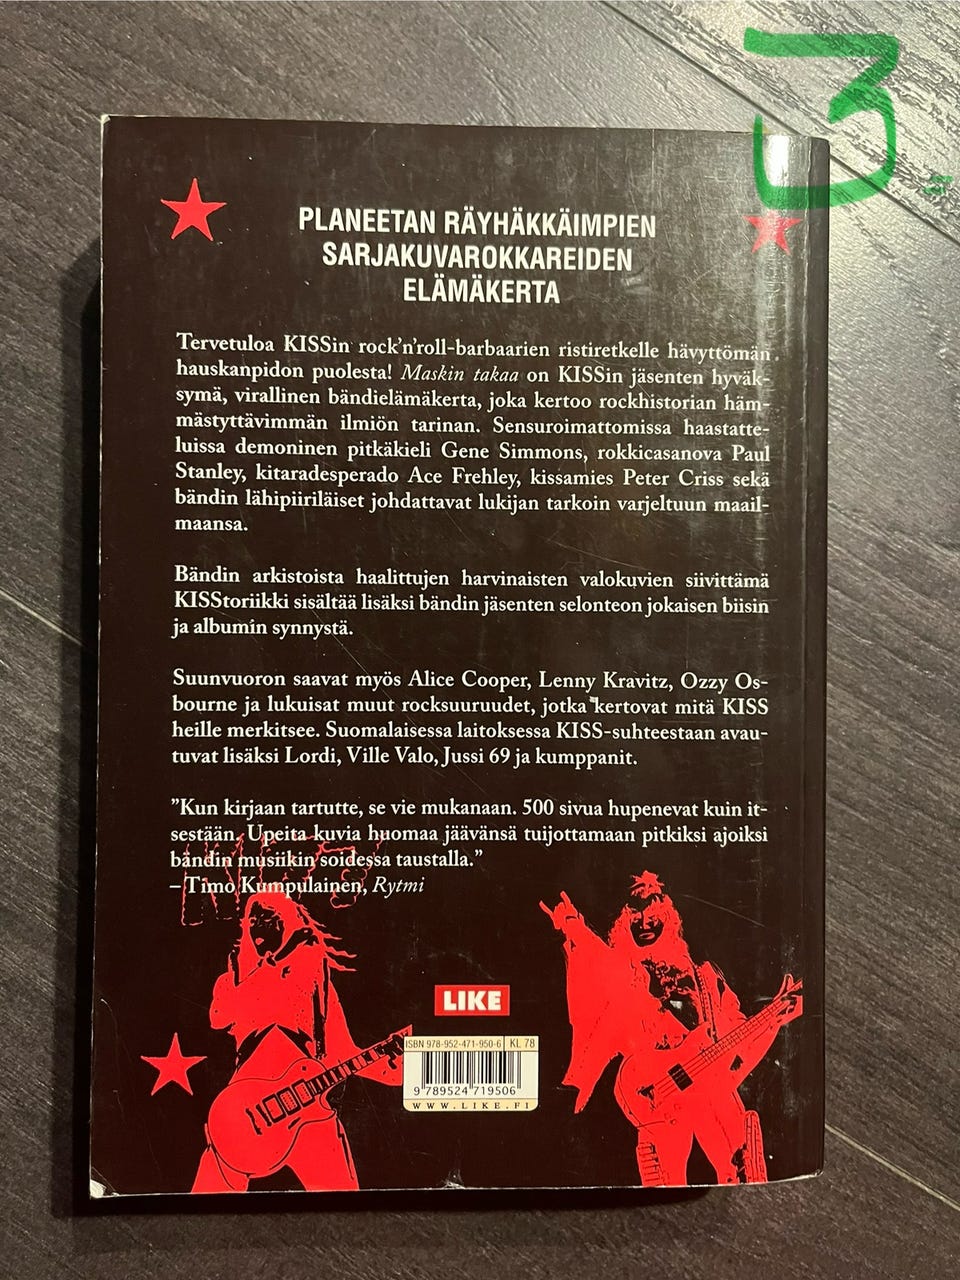 3.
PLANEETAN RÄYHÄKKÄIMPIEN
SARJAKUVAROKKAREIDEN
ELÄMÄKERTA
Tervetuloa KISSin rock’n’roll-barbaarien ristiretkelle hävyttömän
hauskanpidon puolesta! Maskin takaa on KISSin jäsenten hyväk-
symä, virallinen bändielämäkerta, joka kertoo rockhistorian häm-
mästyttävimmän ilmiön tarinan. Sensuroimattomissa haastatte-
luissa demoninen pitkäkieli Gene Simmons, rokkicasanova Paul
Stanley, kitaradesperado Ace Frehley, kissamies Peter Criss sekä
bändin lähipiiriläiset johdattavat lukijan tarkoin varjeltuun maail-
maansa.
Bändin arkistoista haalittujen harvinaisten valokuvien siivittämä
KISStoriikki sisältää lisäksi bändin jäsenten selonteon jokaisen biisin
ja albumin synnystä.
Suunvuoron saavat myös Alice Cooper, Lenny Kravitz, Ozzy Os-
bourne ja lukuisat muut rocksuuruudet, jotka kertovat mitä KISS
heille merkitsee. Suomalaisessa laitoksessa KISS-suhteestaan avau-
tuvat lisäksi Lordi, Ville Valo, Jussi 69 ja kumppanit.
”Kun kirjaan tartutte, se vie mukanaan. 500 sivua hupenevat kuin it-
sestään. Upeita kuvia huomaa jäävänsä tuijottamaan pitkiksi ajoiksi
bändin musiikin soidessa taustalla.”
– Timo Kumpulainen, Rytmi
LIKE
ISBN 978-952-471-950-6 KL 78
9 789524 719506
WWW.LIKE.FI